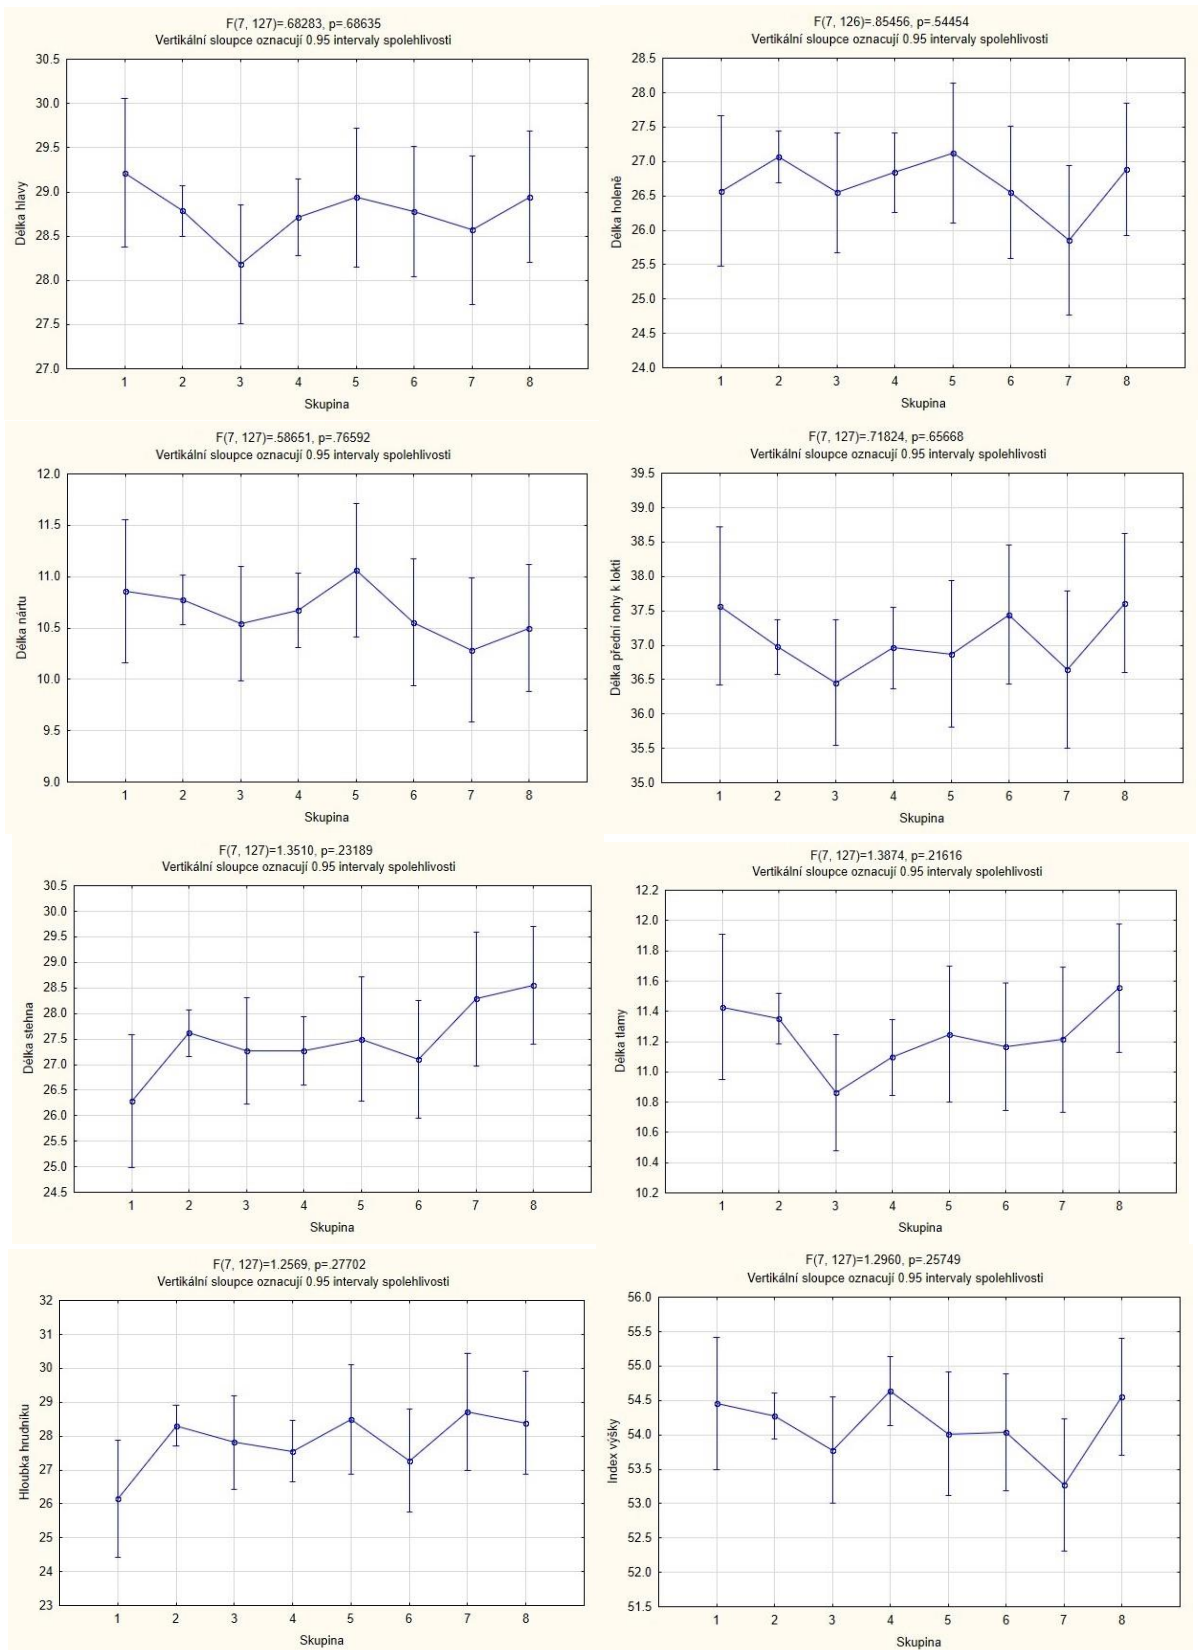 F(7, 127)=.68283, p=.68635
Vertikální sloupce oznacují 0.95 intervaly spolehlivosti
30.5
30.0
29.5
29.0
28.5
28.0
27.5
27.0
Délka hlavy
1 2 3 4 5 6 7 8
Skupina
F(7, 126)=.85456, p=.54454
Vertikální sloupce oznacují 0.95 intervaly spolehlivosti
28.5
28.0
27.5
27.0
26.5
26.0
25.5
25.0
24.5
24.0
Délka holeně
1 2 3 4 5 6 7 8
Skupina
F(7, 127)=.58651, p=.76592
Vertikální sloupce oznacují 0.95 intervaly spolehlivosti
12.0
11.5
11.0
10.5
10.0
9.5
9.0
Délka nártu
1 2 3 4 5 6 7 8
Skupina
F(7, 127)=.71824, p=.65668
Vertikální sloupce oznacují 0.95 intervaly spolehlivosti
39.5
39.0
38.5
38.0
37.5
37.0
36.5
36.0
35.5
35.0
Délka přední nohy k lokti
1 2 3 4 5 6 7 8
Skupina
F(7, 127)=1.3510, p=.23189
Vertikální sloupce oznacují 0.95 intervaly spolehlivosti
30.5
30.0
29.5
29.0
28.5
28.0
27.5
27.0
26.5
26.0
25.5
25.0
24.5
Délka stehna
1 2 3 4 5 6 7 8
Skupina
F(7, 127)=1.3874, p=.21616
Vertikální sloupce oznacují 0.95 intervaly spolehlivosti
12.2
12.0
11.8
11.6
11.4
11.2
11.0
10.8
10.6
10.4
10.2
Délka tlamy
1 2 3 4 5 6 7 8
Skupina
F(7, 127)=1.2569, p=.27702
Vertikální sloupce oznacují 0.95 intervaly spolehlivosti
32
31
30
29
28
27
26
25
24
23
Hloubka hrudníku
1 2 3 4 5 6 7 8
Skupina
F(7, 127)=1.2960, p=.25749
Vertikální sloupce oznacují 0.95 intervaly spolehlivosti
56.0
55.5
55.0
54.5
54.0
53.5
53.0
52.5
52.0
51.5
Index výšky
1 2 3 4 5 6 7 8
Skupina